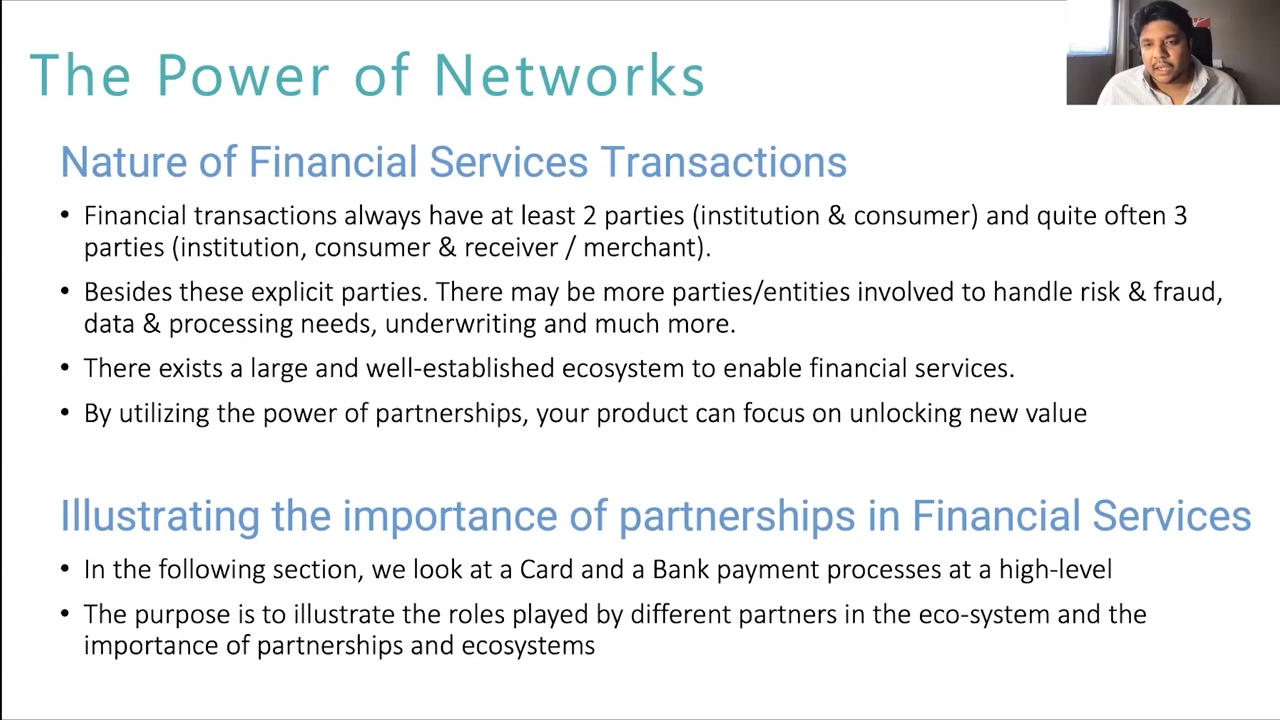 The Power of Networks
Nature of Financial Services Transactions
• Financial transactions always have at least 2 parties (institution & consumer) and quite often 3
parties (institution, consumer & receiver / merchant).
• Besides these explicit parties. There may be more parties/entities involved to handle risk & fraud,
data & processing needs, underwriting and much more.
• There exists a large and well-established ecosystem to enable financial services.
• By utilizing the power of partnerships, your product can focus on unlocking new value
Illustrating the importance of partnerships in Financial Services
• In the following section, we look at a Card and a Bank payment processes at a high-level
• The purpose is to illustrate the roles played by different partners in the eco-system and the
importance of partnerships and ecosystems